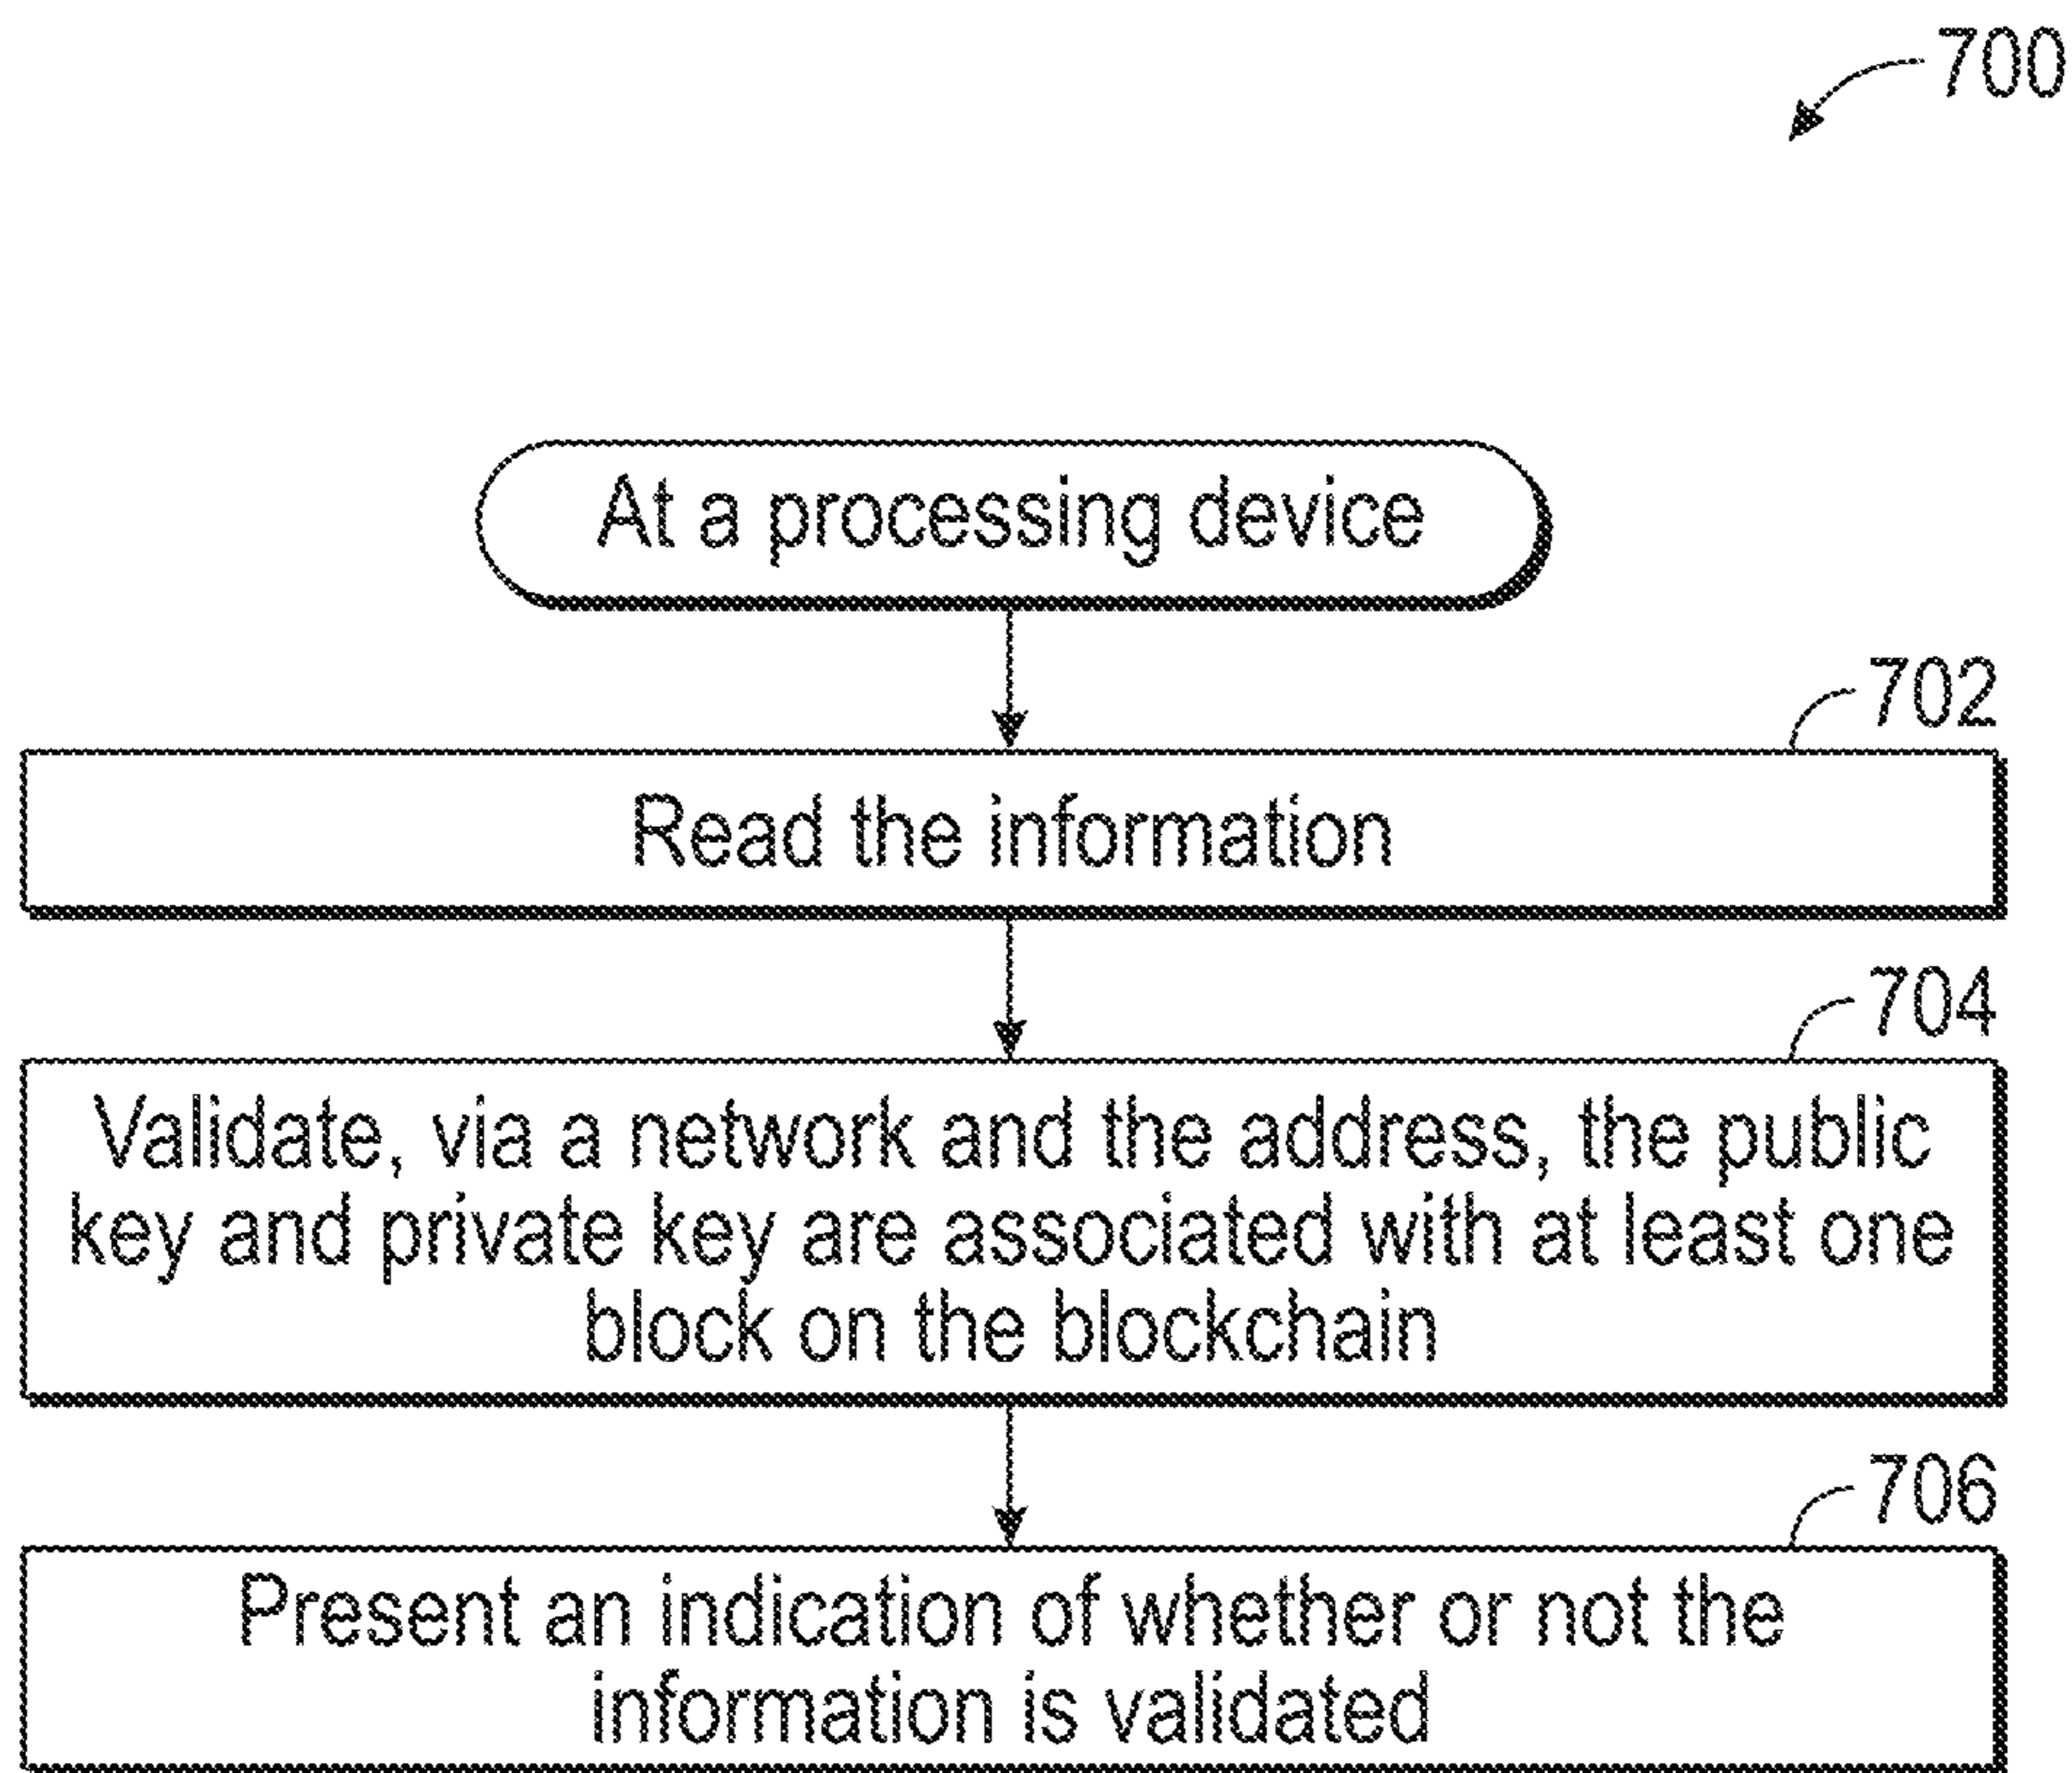 700
At a processing device
702
Read the information
704
Validate, via a network and the address, the public
key and private key are associated with at least one
block on the blockchain
706
Present an indication of whether or not the
information is validated